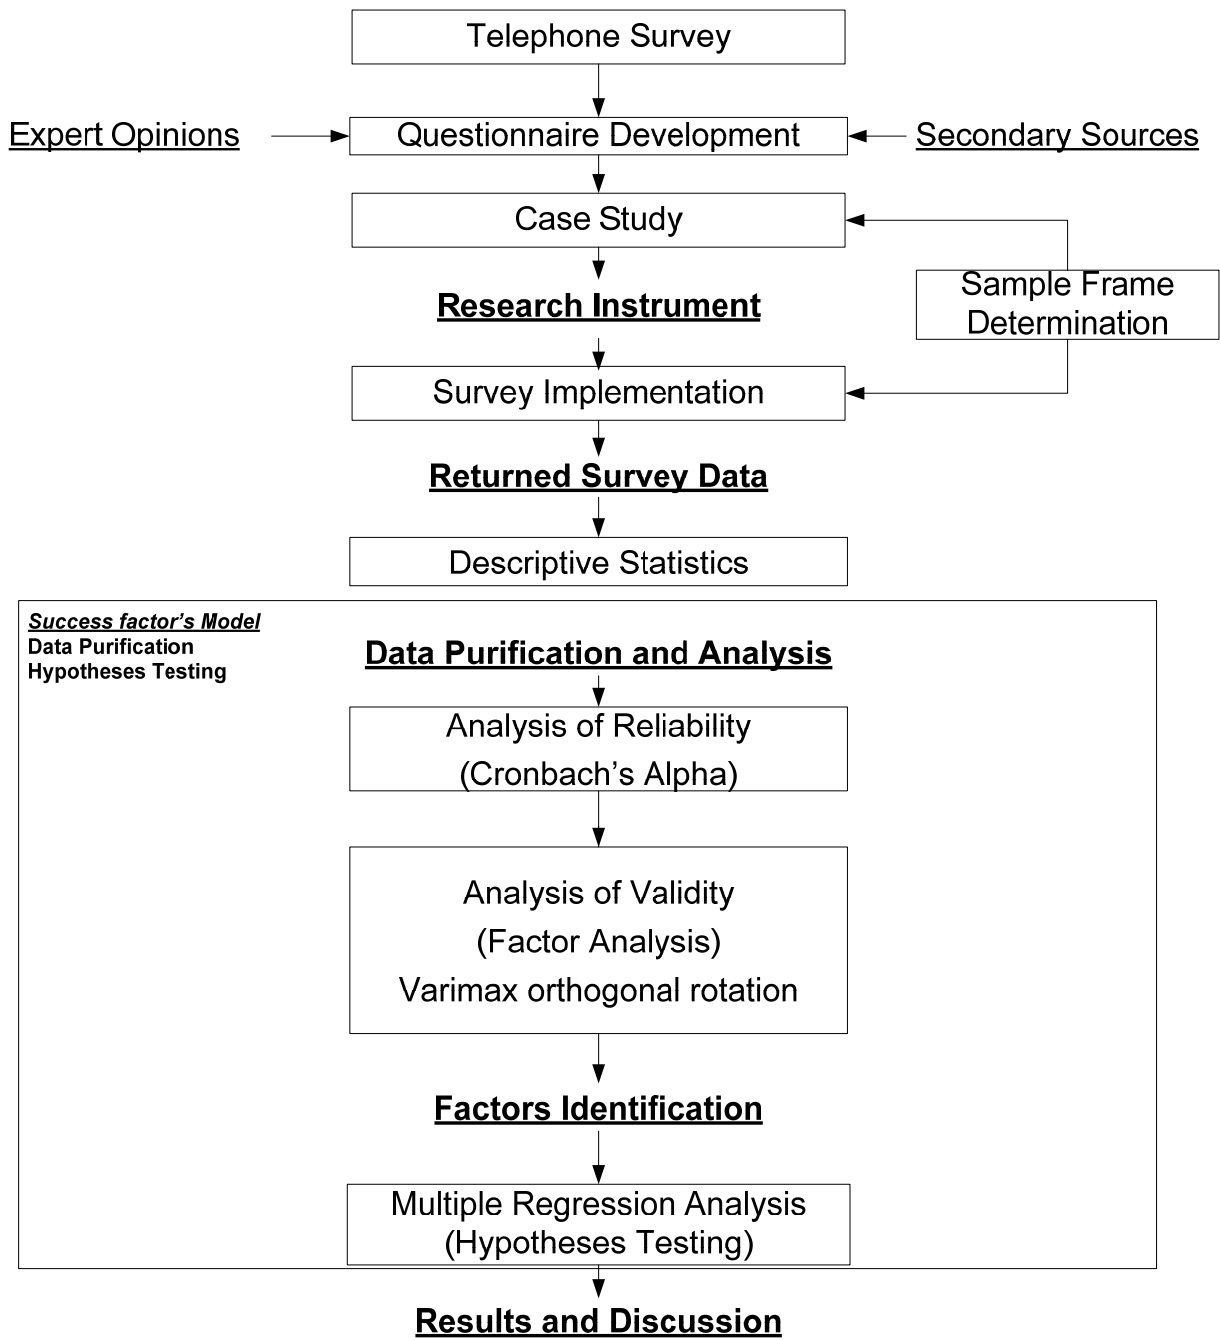 Telephone Survey
Expert Opinions
Questionnaire Development
Secondary Sources
Case Study
Sample Frame
Determination
Research Instrument
Survey Implementation
Returned Survey Data
Descriptive Statistics
Success factor's Model
Data Purification
Hypotheses Testing
Data Purification and Analysis
Analysis of Reliability
(Cronbach's Alpha)
Analysis of Validity
(Factor Analysis)
Varimax orthogonal rotation
Factors Identification
Multiple Regression Analysis
(Hypotheses Testing)
Results and Discussion